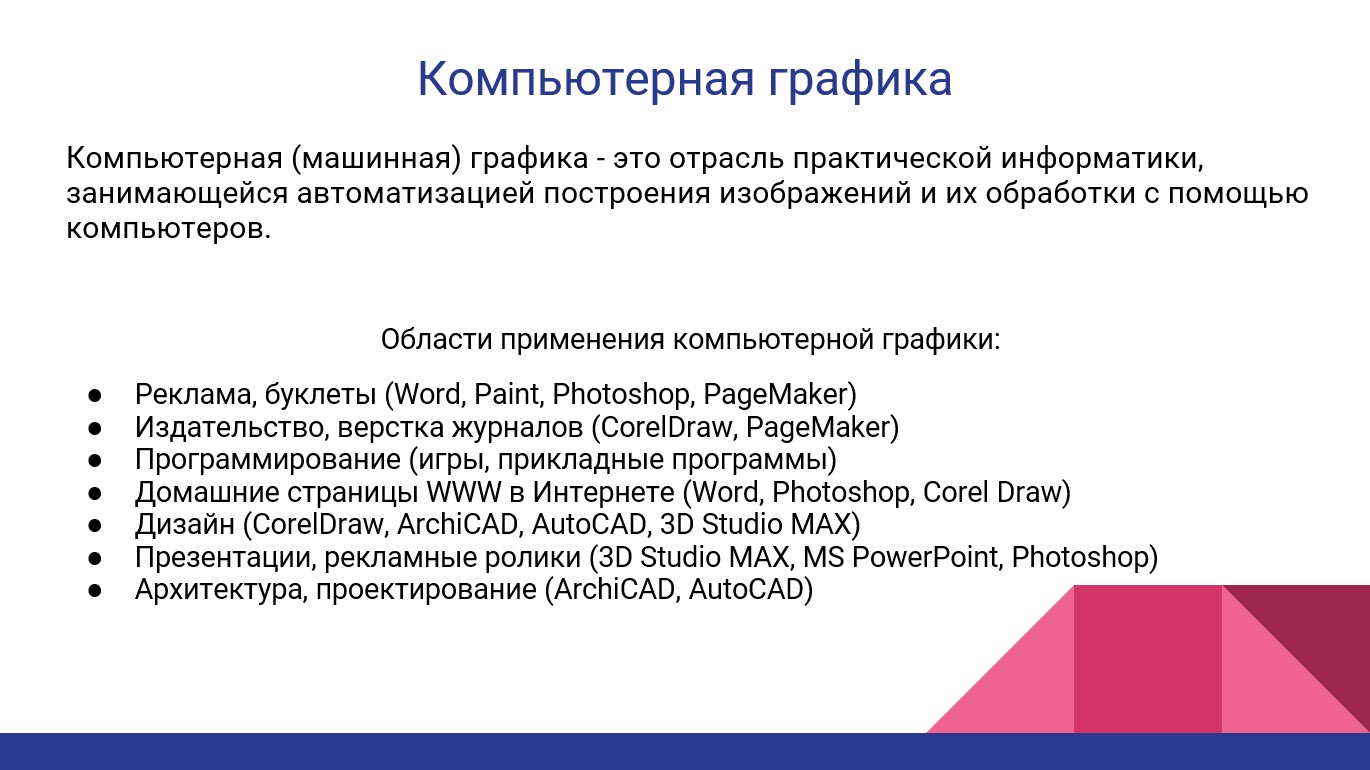 Компьютерная графика
Компьютерная (машинная) графика - это отрасль практической информатики,
занимающейся автоматизацией построения изображений и их обработки с помощью
компьютеров.
Области применения компьютерной графики:
● Реклама, буклеты (Word, Paint, Photoshop, PageMaker)
● Издательство, верстка журналов (CorelDraw, PageMaker)
● Программирование (игры, прикладные программы)
● Домашние страницы WWW в Интернете (Word, Photoshop, Corel Draw)
● Дизайн (CorelDraw, ArchiCAD, AutoCAD, 3D Studio MAX)
● Презентации, рекламные ролики (3D Studio MAX, MS PowerPoint, Photoshop)
● Архитектура, проектирование (ArchiCAD, AutoCAD)